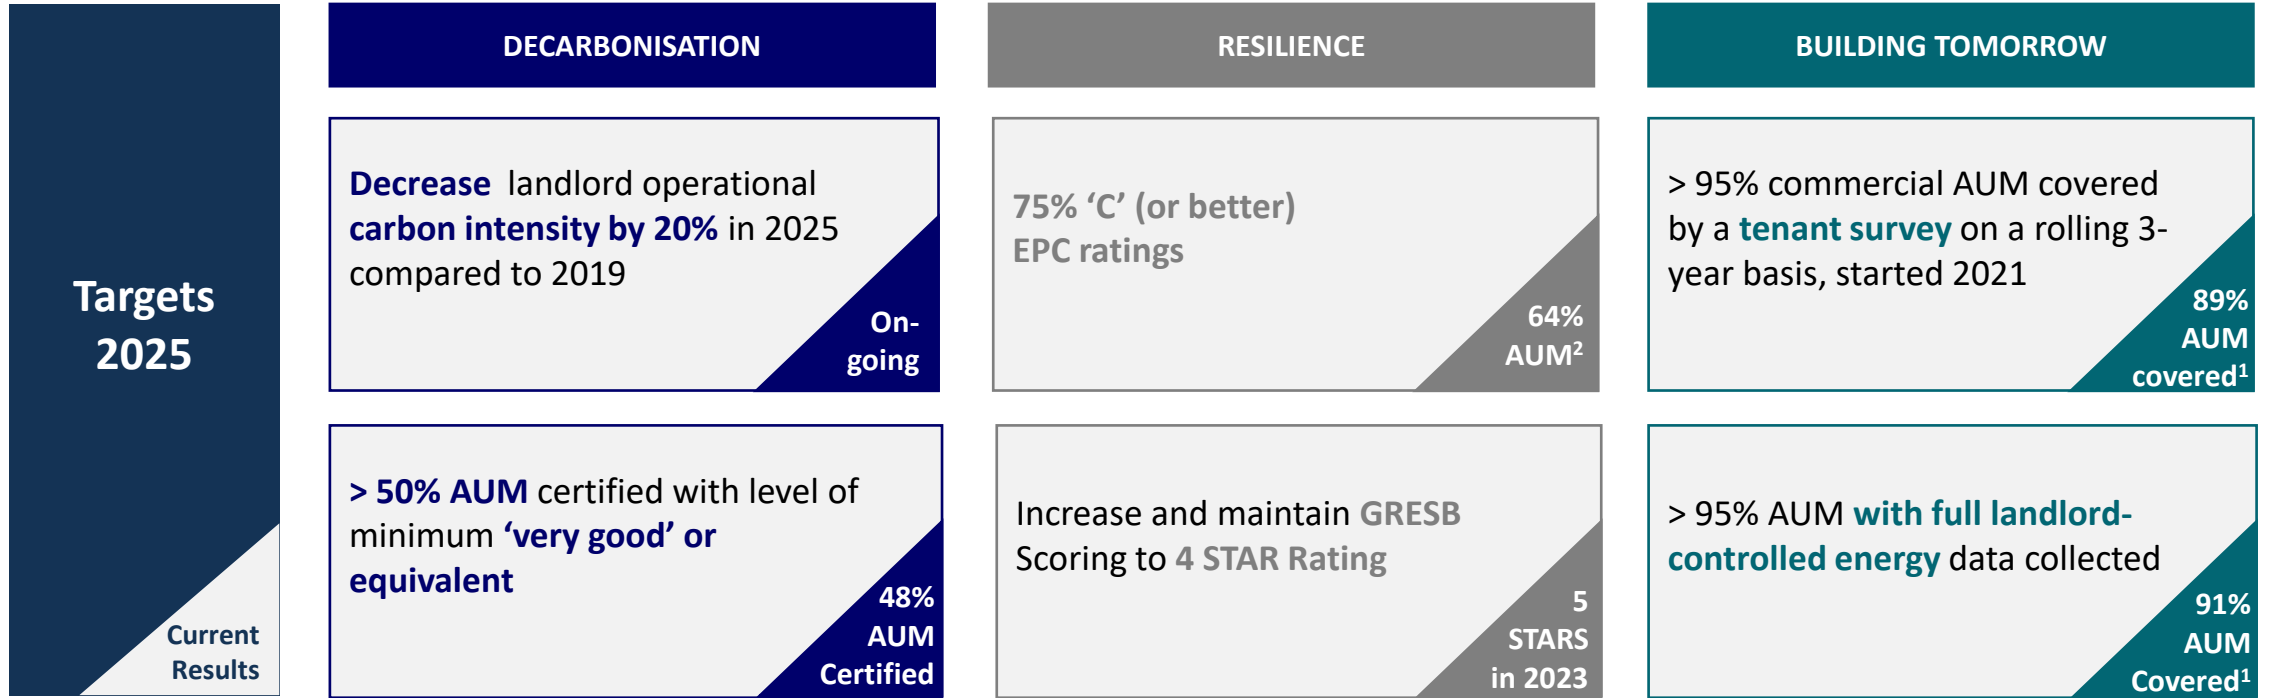 Targets
2025
Current
Results
DECARBONISATION
Decrease landlord operational
carbon intensity by 20% in 2025
compared to 2019
On-
going
> 50% AUM certified with level of
minimum ‘very good’ or
equivalent
48%
AUM
Certified
RESILIENCE
75% ‘C’ (or better)
EPC ratings
64%
AUM²
Increase and maintain GRESB
Scoring to 4 STAR Rating
5
STARS
in 2023
BUILDING TOMORROW
> 95% commercial AUM covered
by a tenant survey on a rolling 3-
year basis, started 2021
89%
AUM
covered¹
> 95% AUM with full landlord-
controlled energy data collected
91%
AUM
Covered¹